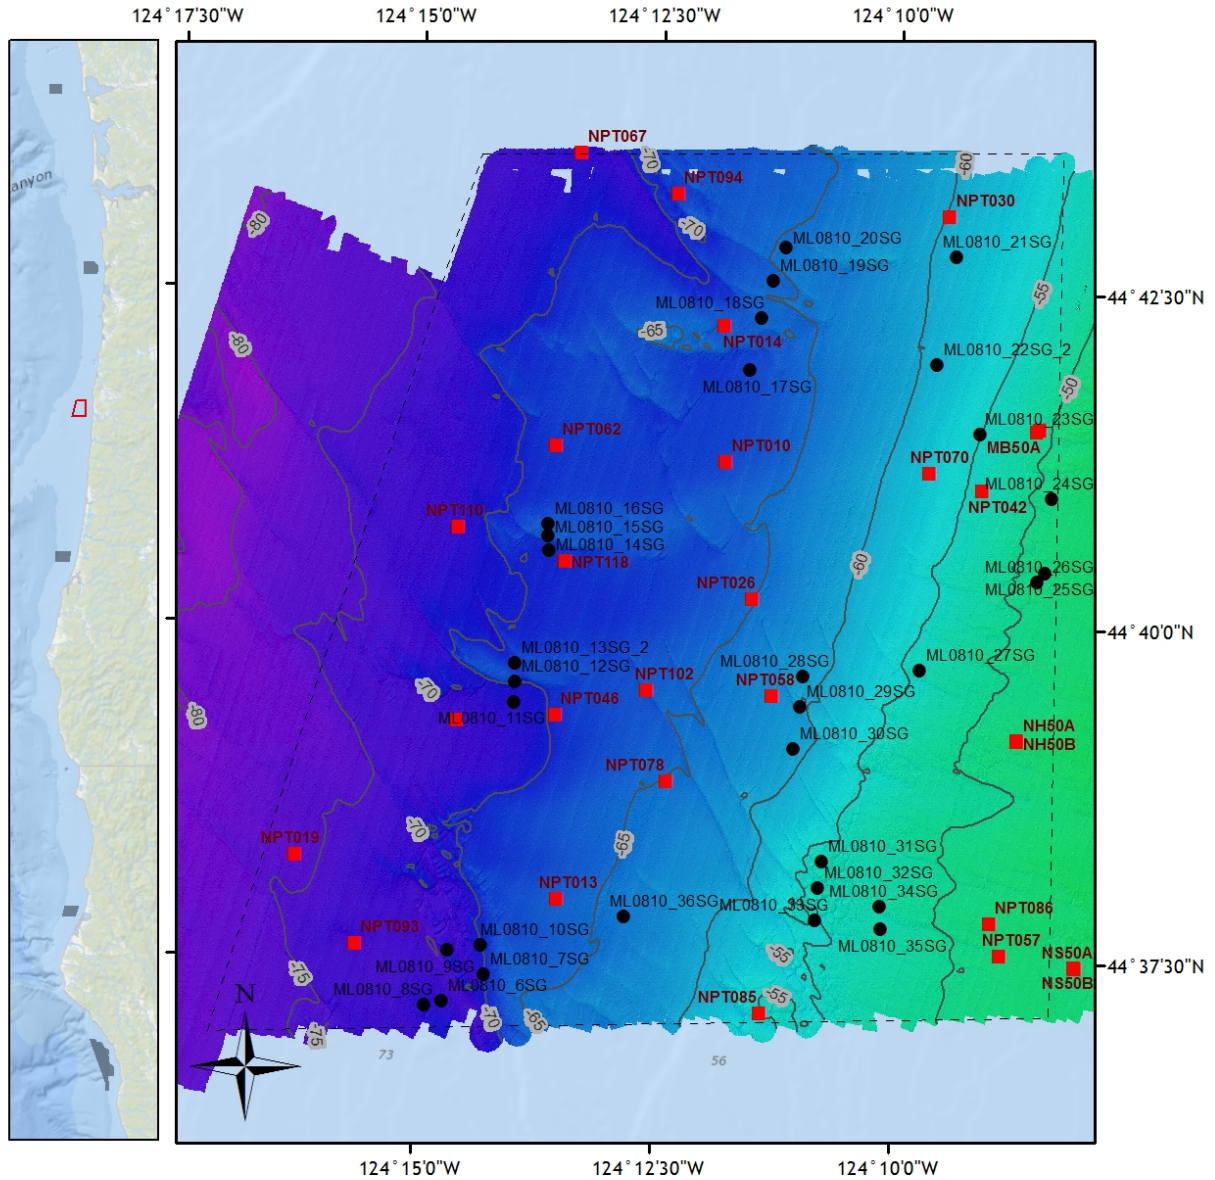 124°17'30"W
124°15'0"W
124°12'30"W
124°10'0"W
anyon
NPT067
-70
NPT094
-60
NPT030
-80
-70
ML0810_20SG
ML0810_21SG
ML0810_19SG
-55
44°42'30"N
ML0810_18SG
-65
NPT014
-80
ML0810_22SG_2
ML0810_17SG
-50
ML0810_23SG
NPT062
MB50A
NPT010
NPT070
ML0810_24SG
NPT042
NPT110
ML0810_16SG
ML0810_15SG
ML0810_14SG
NPT118
-60
ML0810_26SG
ML0810_25SG
NPT026
44°40'0"N
ML0810_13SG_2
ML0810_12SG
ML0810_28SG
ML0810_27SG
NPT102
NPT058
-70
ML0810_29SG
NPT046
-80
ML0810_11SG
NH50A
NH50B
ML0810_30SG
NPT078
-70
NPT019
-65
ML0810_31SG
ML0810_32SG
NPT013
ML0810_34SG
ML0810_36SG
ML0810_33SG
NPT086
NPT093
ML0810_10SG
NPT057
ML0810_35SG
-55
NS50A
ML0810_7SG
ML0810_9SG
44°37'30"N
-75
NS50B
ML0810_6SG
ML0810_8SG
N
NPT085
-55
-70
-65
-75
73
56
124°15'0"W
124°12'30"W
124°10'0"W